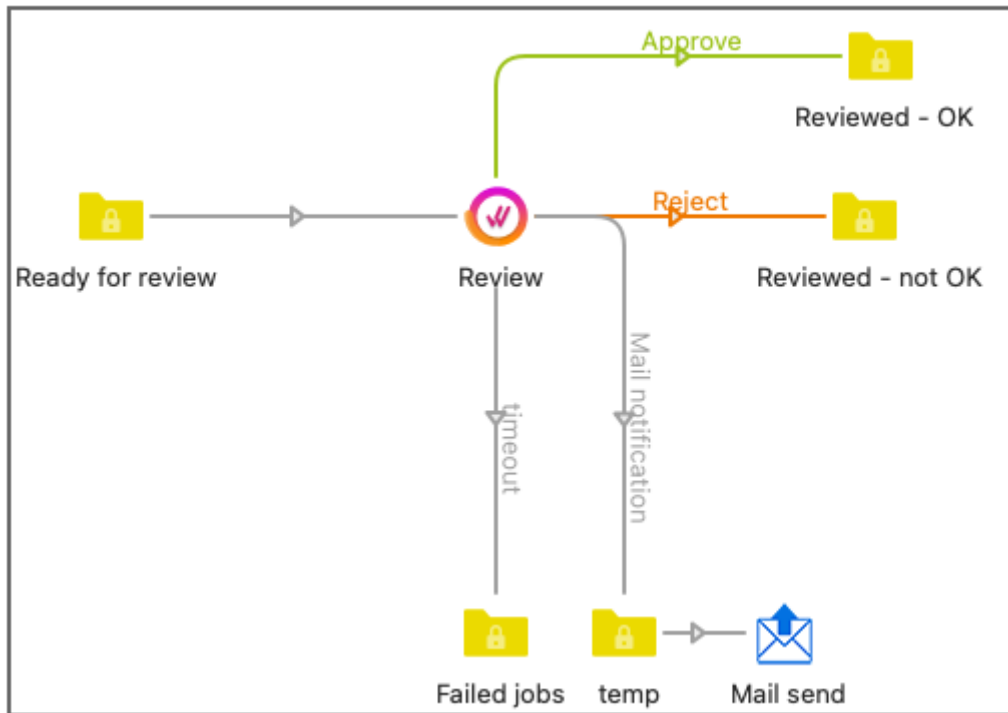 Approve
Reviewed - OK
Reject
Ready for review
Review
Reviewed - not OK
timeout
Mail notification
Failed jobs
temp
Mail send